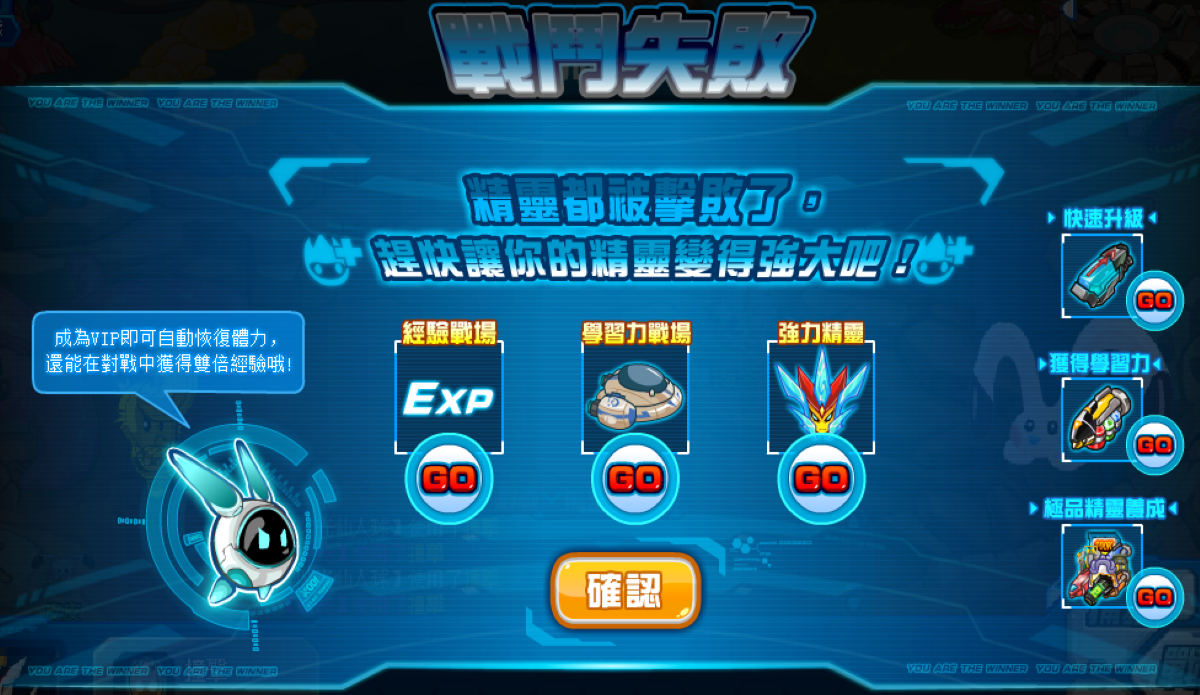 戰鬥失敗
YOU ARE THE WINNER YOU ARE THE WINNER
YOU ARE THE WINNER YOU ARE THE WINNER
精靈都被擊敗了。
趕快讓你的精靈變得強大吧！
快速升級
GO
成為VIP即可自動恢復體力，
還能在對戰中獲得雙倍經驗哦!
經驗戰場
EXP
GO
學習力戰場
GO
強力精靈
GO
獲得學習力
GO
極品精靈養成
GO
確認
YOU ARE THE WINNER YOU ARE THE WINNER
YOU ARE THE WINNER YOU ARE THE WINNER